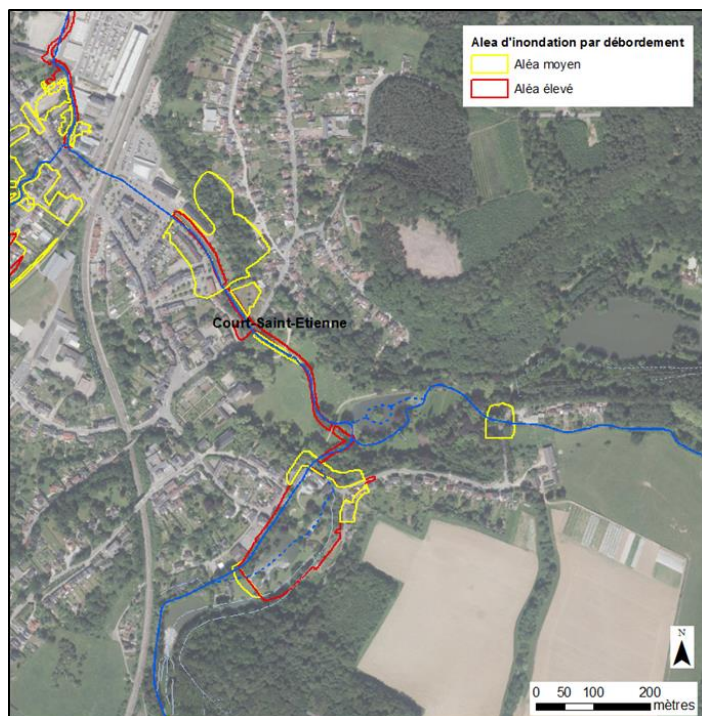 Alea d'inondation par débordement
Aléa moyen
Aléa élevé
Court-Saint-Etienne
N
0 50 100 200
mètres